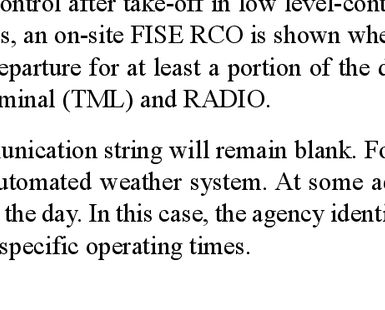 ontrol after take-off in low level-cont
s, an on-site FISE RCO is shown whe
eparture for at least a portion of the d
minal (TML) and RADIO.
unication string will remain blank. Fo
utomated weather system. At some a
the day. In this case, the agency identi
specific operating times.